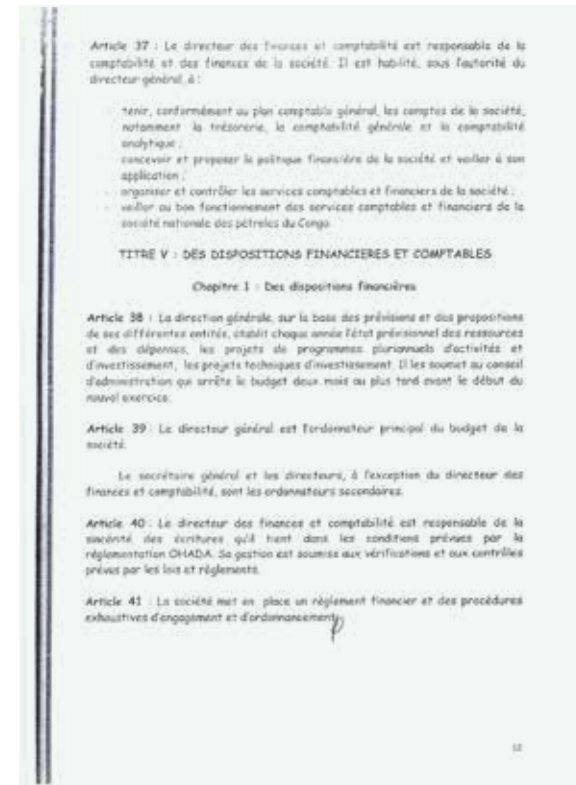 Article 37 : Le directeur des finances et comptabilité est responsable de la
comptabilité et des finances de la société. Il est habilité, sous l'autorité du
directeur général, à :
- tenir, conformément au plan comptable général, les comptes de la société,
notamment la trésorerie, la comptabilité générale et la comptabilité
analytique ;
- concevoir et proposer la politique financière de la société et veiller à son
application ;
- organiser et contrôler les services comptables et financiers de la société ;
- veiller au bon fonctionnement des services comptables et financiers de la
société nationale des pétroles du Congo.
TITRE V : DES DISPOSITIONS FINANCIERES ET COMPTABLES
Chapitre 1 : Des dispositions financières
Article 38 : La direction générale, sur la base des prévisions et des propositions
de ses différentes entités, établit chaque année l'état prévisionnel des ressources
et des dépenses, les projets de programmes pluriannuels d'activités et
d'investissement, les projets techniques d'investissement. Il les soumet au conseil
d'administration qui arrête le budget deux mois au plus tard avant le début du
nouvel exercice.
Article 39 : Le directeur général est l'ordonnateur principal du budget de la
société.
Le secrétaire général et les directeurs, à l'exception du directeur des
finances et comptabilité, sont les ordonnateurs secondaires.
Article 40 : Le directeur des finances et comptabilité est responsable de la
sincérité des écritures qu'il tient dans les conditions prévues par la
réglementation OHADA. Sa gestion est soumise aux vérifications et aux contrôles
prévus par les lois et règlements.
Article 41 : La société met en place un règlement financier et des procédures
exhaustives d'engagement et d'ordonnancement.
12